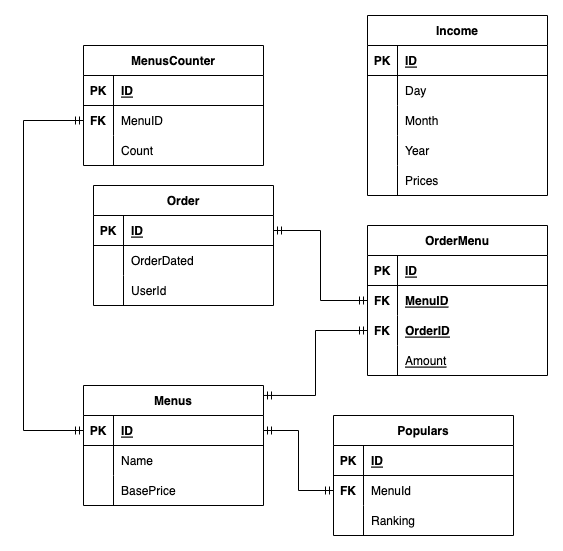 MenusCounter
PK ID
FK MenuID
Count
Income
PK ID
Day
Month
Year
Prices
Order
PK ID
OrderDated
UserId
OrderMenu
PK ID
FK MenuID
FK OrderID
Amount
Menus
PK ID
Name
BasePrice
Populars
PK ID
FK MenuId
Ranking